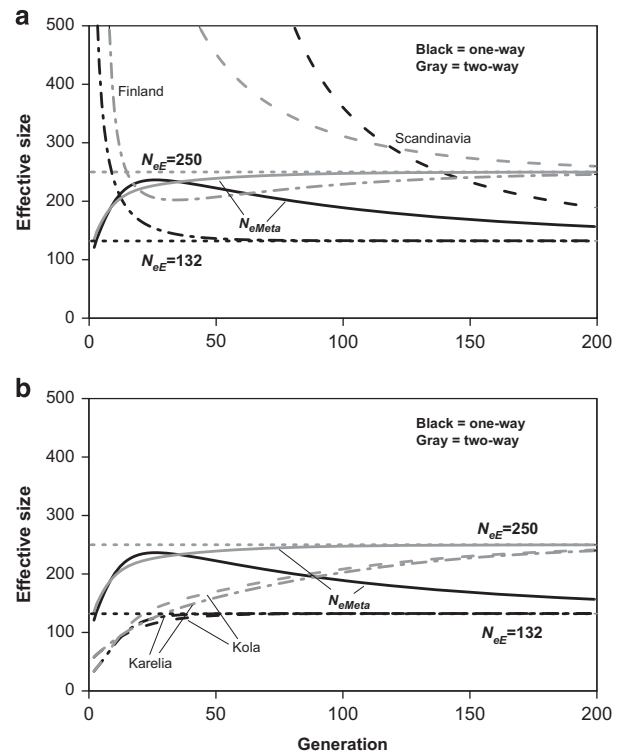 a
500
400
300
200
100
0
Effective size
Black = one-way
Gray = two-way
Finland
Scandinavia
NeE=250
NeMeta
NeE=132
0 50 100 150 200
b
500
400
300
200
100
0
Effective size
Black = one-way
Gray = two-way
NeE=250
NeMeta
NeE=132
Kola
Karelia
0 50 100 150 200
Generation